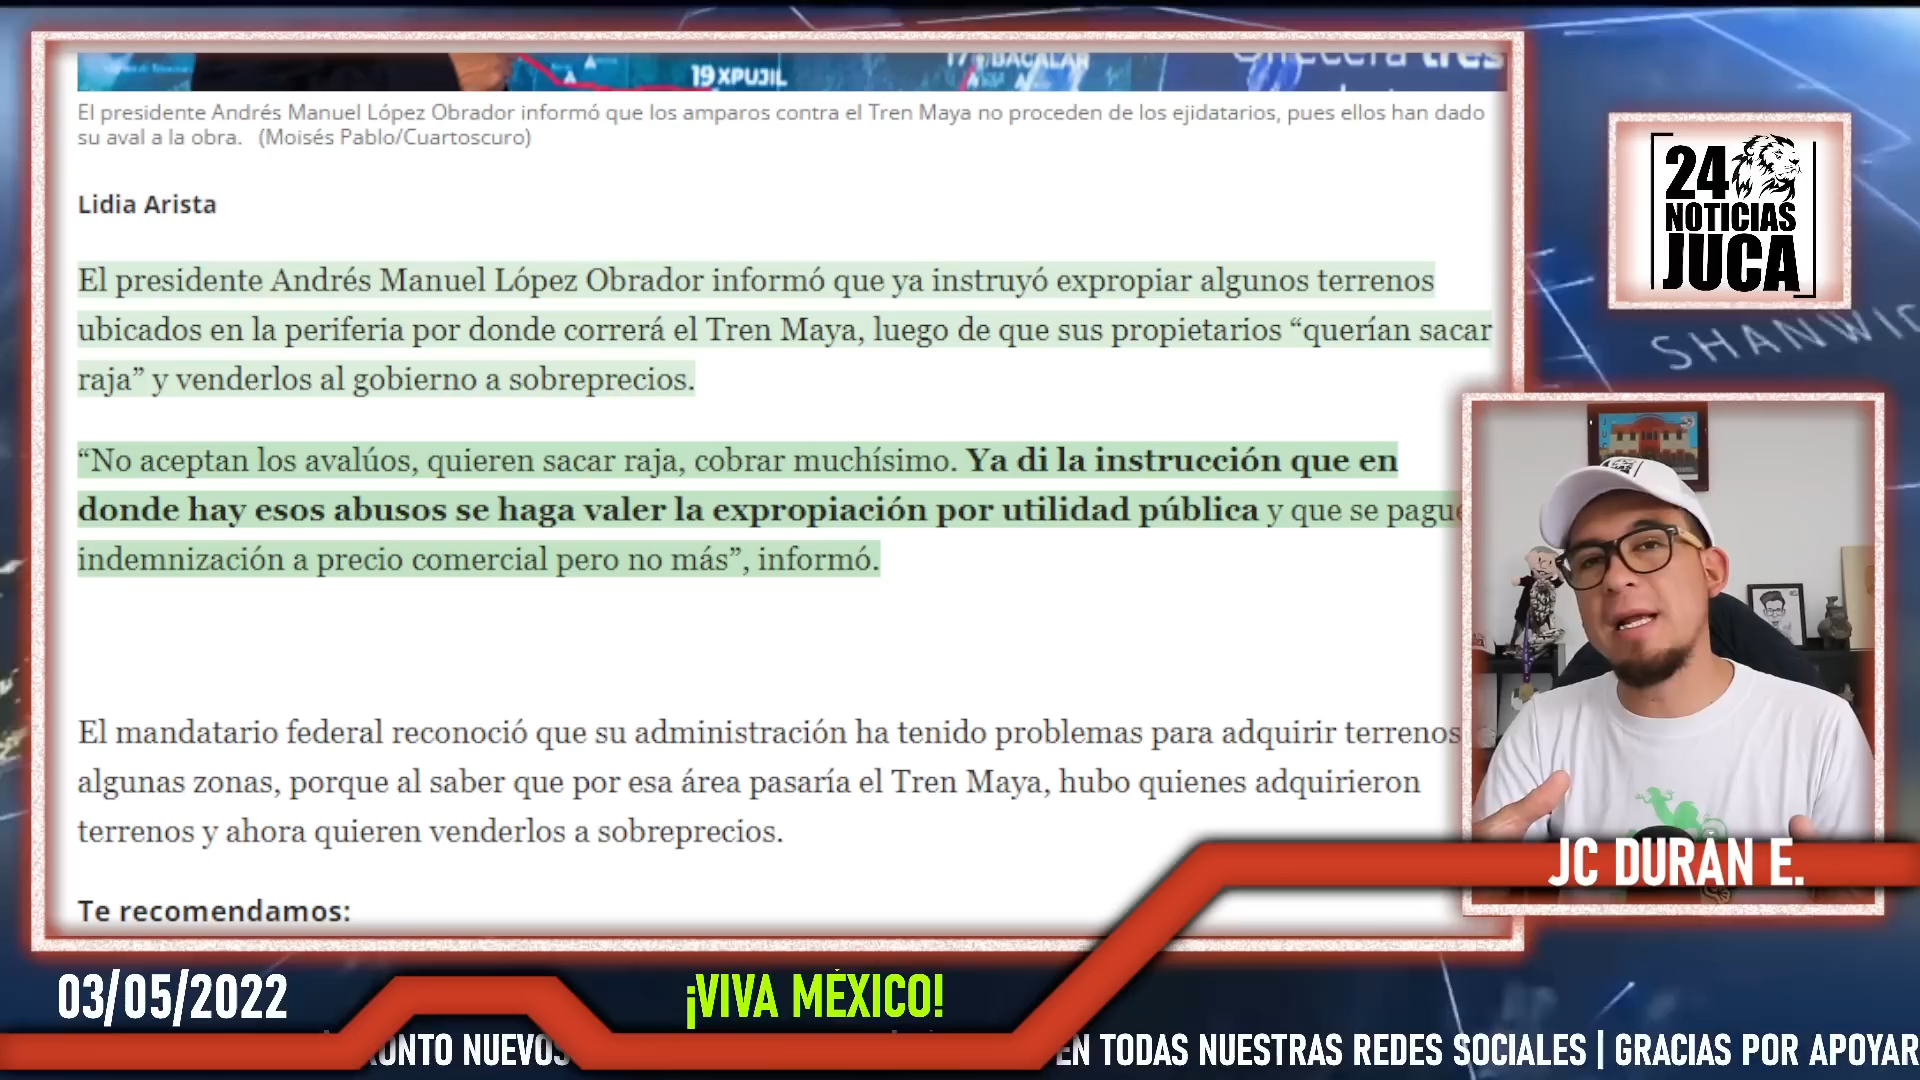 19 XPUJIL
17 BACALAR
Ofrecerá tres
El presidente Andrés Manuel López Obrador informó que los amparos contra el Tren Maya no proceden de los ejidatarios, pues ellos han dado
su aval a la obra. (Moisés Pablo/Cuartoscuro)
Lidia Arista
El presidente Andrés Manuel López Obrador informó que ya instruyó expropiar algunos terrenos
ubicados en la periferia por donde correrá el Tren Maya, luego de que sus propietarios “querían sacar
raja” y venderlos al gobierno a sobreprecios.
“No aceptan los avalúos, quieren sacar raja, cobrar muchísimo. Ya di la instrucción que en
donde hay esos abusos se haga valer la expropiación por utilidad pública y que se pague
indemnización a precio comercial pero no más”, informó.
El mandatario federal reconoció que su administración ha tenido problemas para adquirir terrenos
algunas zonas, porque al saber que por esa área pasaría el Tren Maya, hubo quienes adquirieron
terrenos y ahora quieren venderlos a sobreprecios.
Te recomendamos:
24
NOTICIAS
JUCA
SHANWIC
JC DURÁN E.
03/05/2022
¡VIVA MÉXICO!
RONTO NUEVOS
EN TODAS NUESTRAS REDES SOCIALES | GRACIAS POR APOYAR